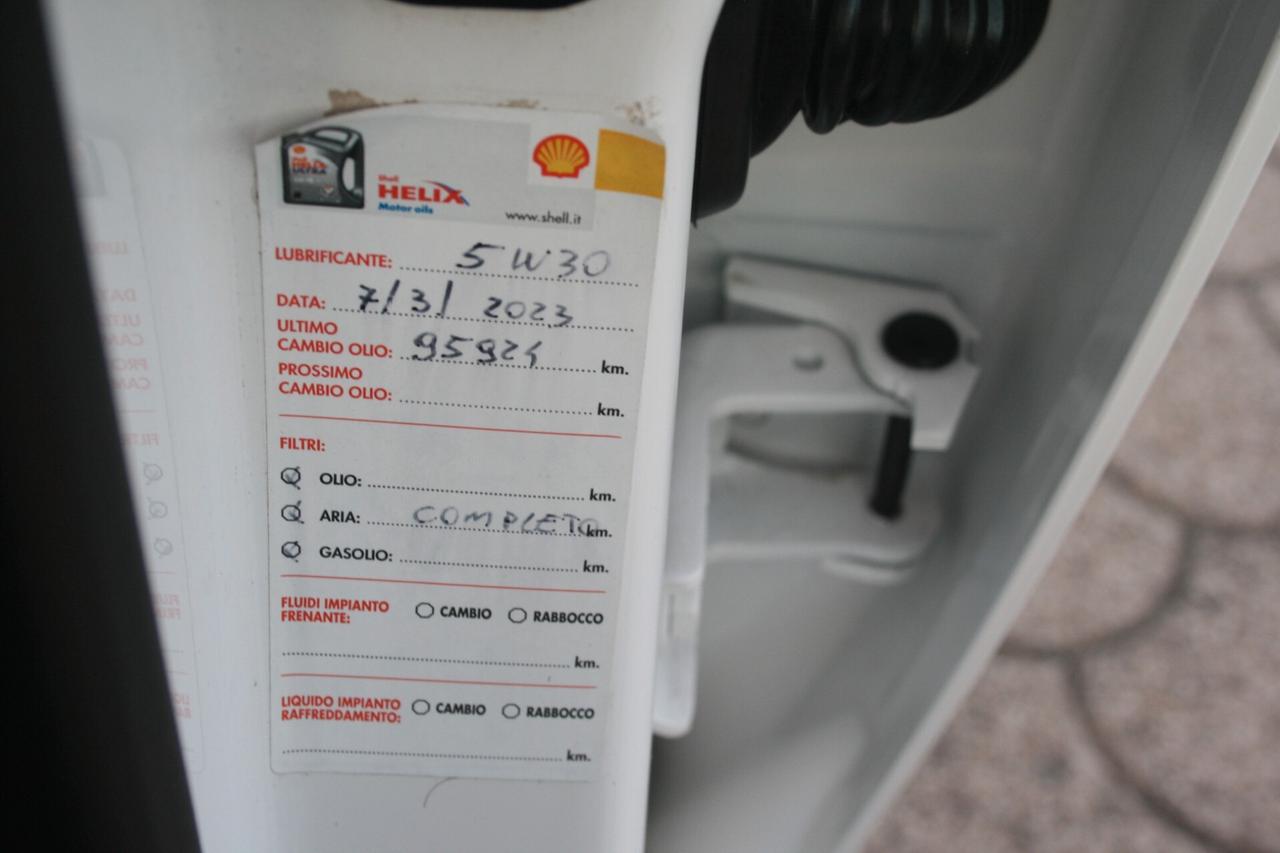 Shell
HELIX
Motor oils
www.shell.it
LUBRIFICANTE: 5W30
DATA: 7/3/2023
ULTIMO
CAMBIO OLIO: 95924 km.
PROSSIMO
CAMBIO OLIO: km.
FILTRI:
OLIO: km.
ARIA: COMPLETO km.
GASOLIO: km.
FLUIDI IMPIANTO
FRENANTE: CAMBIO RABBOCCO
km.
LIQUIDO IMPIANTO
RAFFREDDAMENTO: CAMBIO RABBOCCO
km.